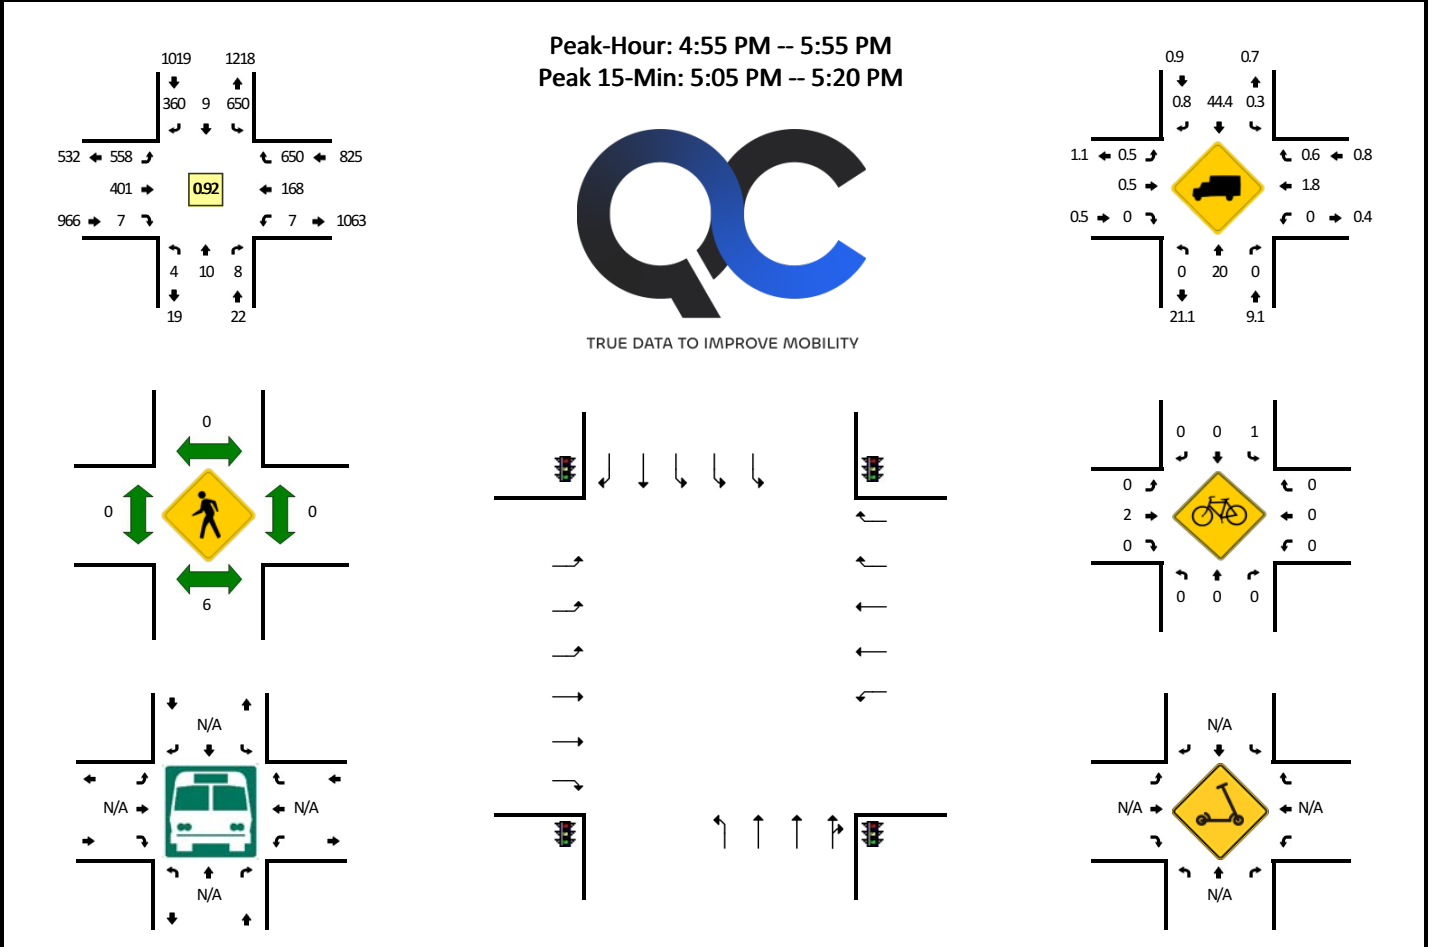 Peak-Hour: 4:55 PM -- 5:55 PM
Peak 15-Min: 5:05 PM -- 5:20 PM
1019 1218
360 9 650
532 558 650 825
401 0.92 168
966 7 7 1063
4 10 8
19 22
TRUE DATA TO IMPROVE MOBILITY
0.9 0.7
0.8 44.4 0.3
1.1 0.5 0.6 0.8
0.5 1.8
0.5 0 0 0.4
0 20 0
21.1 9.1
0
0 0
6
0 0 1
0 0
2 0
0 0
0 0 0
N/A
N/A N/A
N/A
N/A
N/A N/A
N/A